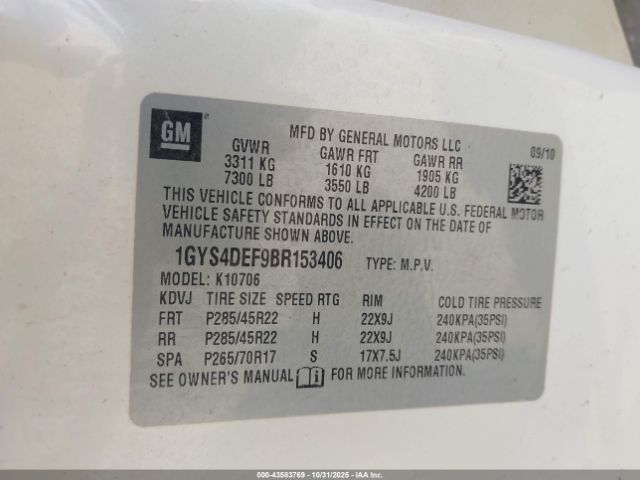 GM
MFD BY GENERAL MOTORS LLC
09/10
GVWR GAWR FRT GAWR RR
3311 KG 1610 KG 1905 KG
7300 LB 3550 LB 4200 LB
THIS VEHICLE CONFORMS TO ALL APPLICABLE U.S. FEDERAL MOTOR
VEHICLE SAFETY STANDARDS IN EFFECT ON THE DATE OF
MANUFACTURE SHOWN ABOVE.
1GYS4DEF9BR153406 TYPE: M.P.V.
MODEL: K10706
KDVJ TIRE SIZE SPEED RTG RIM COLD TIRE PRESSURE
FRT P285/45R22 H 22X9J 240KPA(35PSI)
RR P285/45R22 H 22X9J 240KPA(35PSI)
SPA P265/70R17 S 17X7.5J 240KPA(35PSI)
SEE OWNER'S MANUAL FOR MORE INFORMATION.
000-43583769 • 10/31/2025 • IAA, Inc.